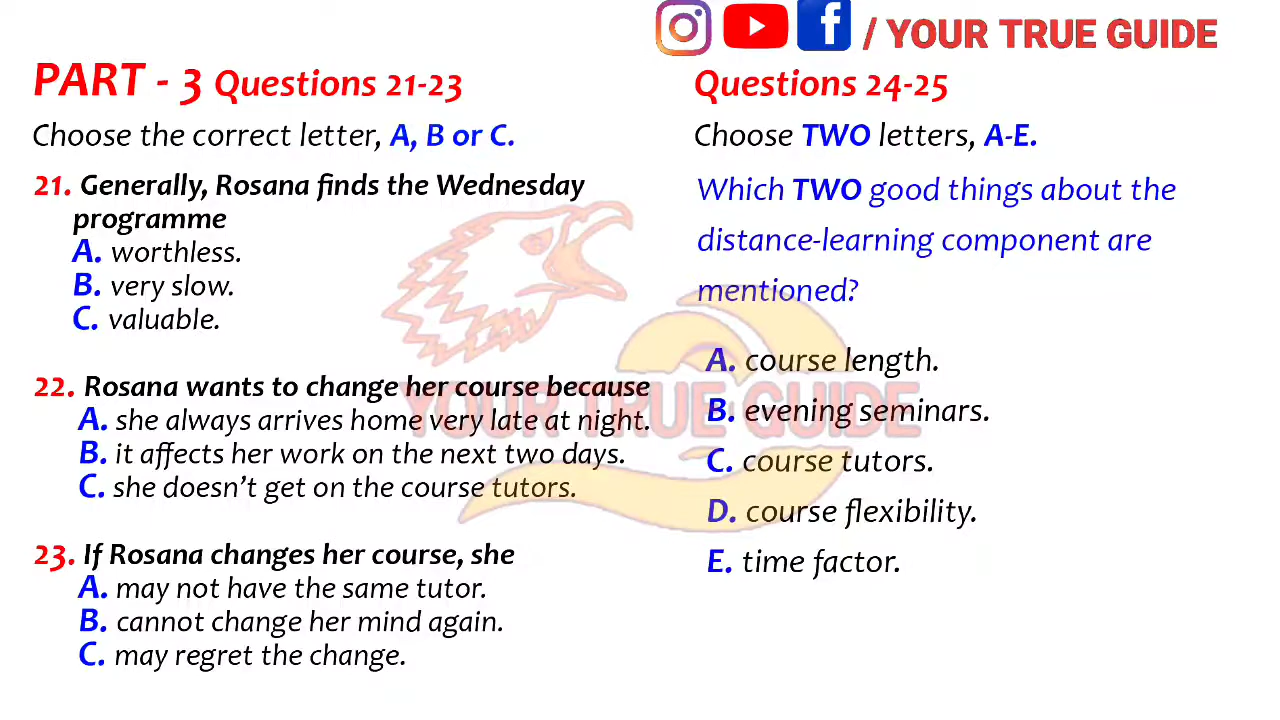 / YOUR TRUE GUIDE
PART - 3 Questions 21-23
Choose the correct letter, A, B or C.
21. Generally, Rosana finds the Wednesday
programme
A. worthless.
B. very slow.
C. valuable.
22. Rosana wants to change her course because
A. she always arrives home very late at night.
B. it affects her work on the next two days.
C. she doesn't get on the course tutors.
23. If Rosana changes her course, she
A. may not have the same tutor.
B. cannot change her mind again.
C. may regret the change.
Questions 24-25
Choose TWO letters, A-E.
Which TWO good things about the
distance-learning component are
mentioned?
A. course length.
B. evening seminars.
C. course tutors.
D. course flexibility.
E. time factor.
YOUR TRUE GUIDE